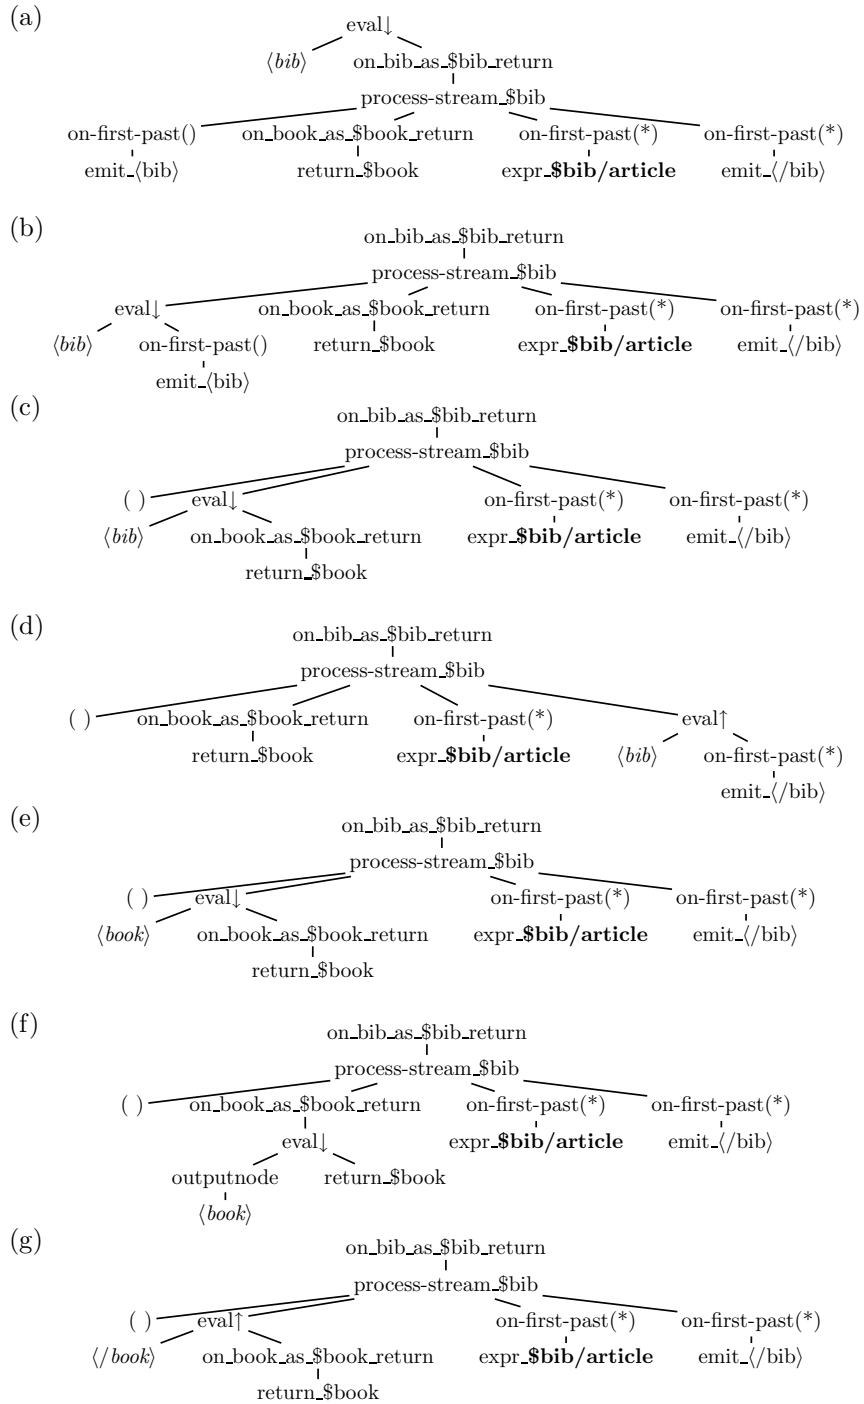 (a)
eval↓
⟨bib⟩ on_bib_as_$bib_return
process-stream_$bib
on-first-past() on_book_as_$book_return on-first-past(*) on-first-past(*)
emit_⟨bib⟩ return_$book expr_$bib/article emit_⟨/bib⟩
(b)
on_bib_as_$bib_return
process-stream_$bib
eval↓ on_book_as_$book_return on-first-past(*) on-first-past(*)
⟨bib⟩ on-first-past() return_$book expr_$bib/article emit_⟨/bib⟩
emit_⟨bib⟩
(c)
on_bib_as_$bib_return
process-stream_$bib
( ) eval↓ on-first-past(*) on-first-past(*)
⟨bib⟩ on_book_as_$book_return expr_$bib/article emit_⟨/bib⟩
return_$book
(d)
on_bib_as_$bib_return
process-stream_$bib
( ) on_book_as_$book_return on-first-past(*) eval↑
return_$book expr_$bib/article ⟨bib⟩ on-first-past(*)
emit_⟨/bib⟩
(e)
on_bib_as_$bib_return
process-stream_$bib
( ) eval↓ on-first-past(*) on-first-past(*)
⟨book⟩ on_book_as_$book_return expr_$bib/article emit_⟨/bib⟩
return_$book
(f)
on_bib_as_$bib_return
process-stream_$bib
( ) on_book_as_$book_return on-first-past(*) on-first-past(*)
eval↓ expr_$bib/article emit_⟨/bib⟩
outputnode return_$book
⟨book⟩
(g)
on_bib_as_$bib_return
process-stream_$bib
( ) eval↑ on-first-past(*) on-first-past(*)
⟨/book⟩ on_book_as_$book_return expr_$bib/article emit_⟨/bib⟩
return_$book